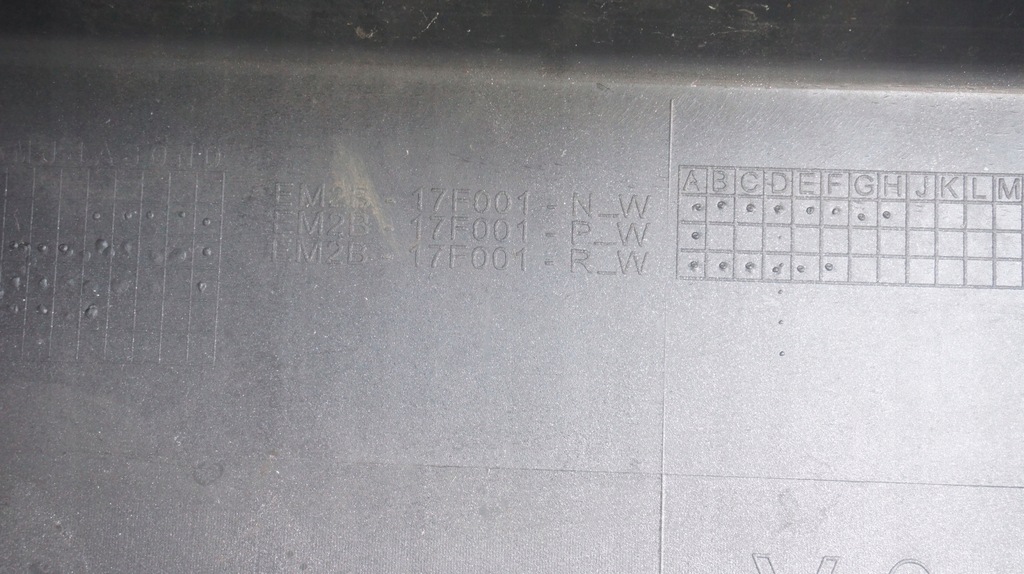 EM2B - 17F001 - N_W
EM2B - 17F001 - P_W
EM2B - 17F001 - R_W
A B C D E F G H J K L M